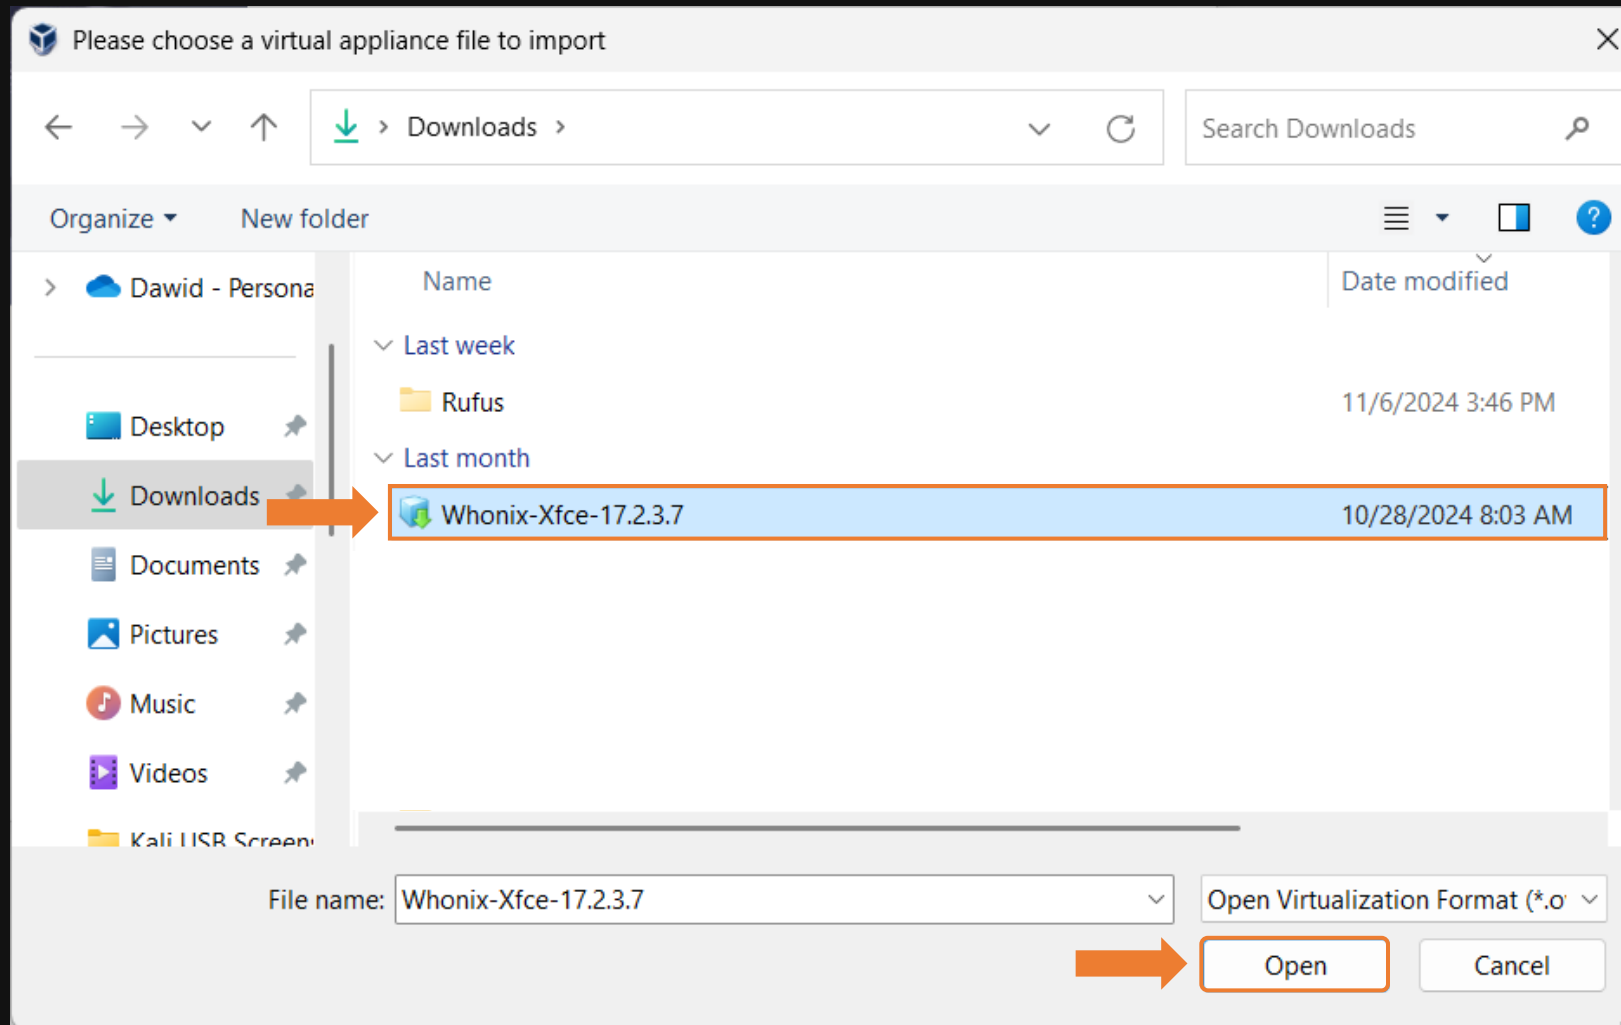 Please choose a virtual appliance file to import
Downloads
Search Downloads
Organize
New folder
Dawid - Persona
Name
Date modified
Last week
Rufus
11/6/2024 3:46 PM
Last month
Whonix-Xfce-17.2.3.7
10/28/2024 8:03 AM
Desktop
Downloads
Documents
Pictures
Music
Videos
Kali USB Screens
File name:
Whonix-Xfce-17.2.3.7
Open Virtualization Format (*.o
Open
Cancel